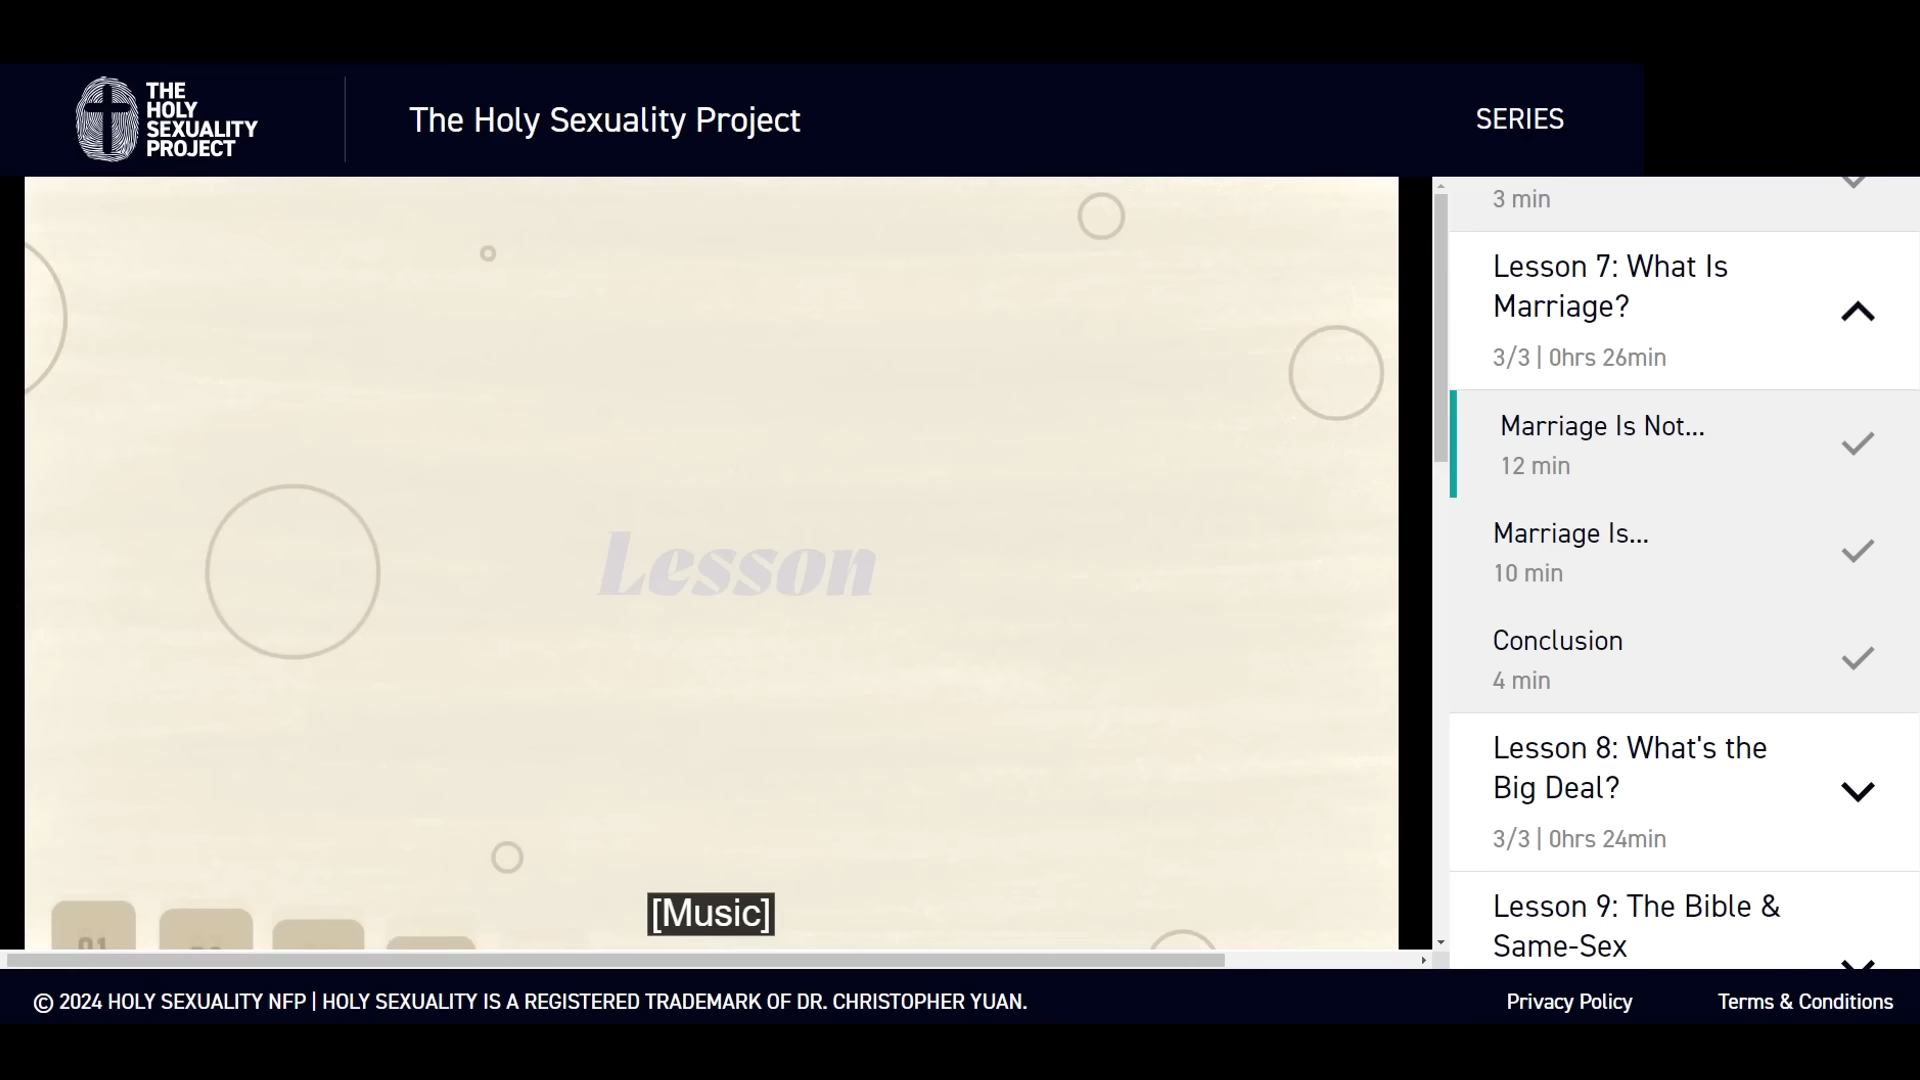 THE
HOLY
SEXUALITY
PROJECT
The Holy Sexuality Project
SERIES
3 min
Lesson 7: What Is
Marriage?
3/3 | 0hrs 26min
Marriage Is Not...
12 min
Marriage Is...
10 min
Conclusion
4 min
Lesson 8: What's the
Big Deal?
3/3 | 0hrs 24min
Lesson 9: The Bible &
Same-Sex
Lesson
01
[Music]
© 2024 HOLY SEXUALITY NFP | HOLY SEXUALITY IS A REGISTERED TRADEMARK OF DR. CHRISTOPHER YUAN.
Privacy Policy
Terms & Conditions